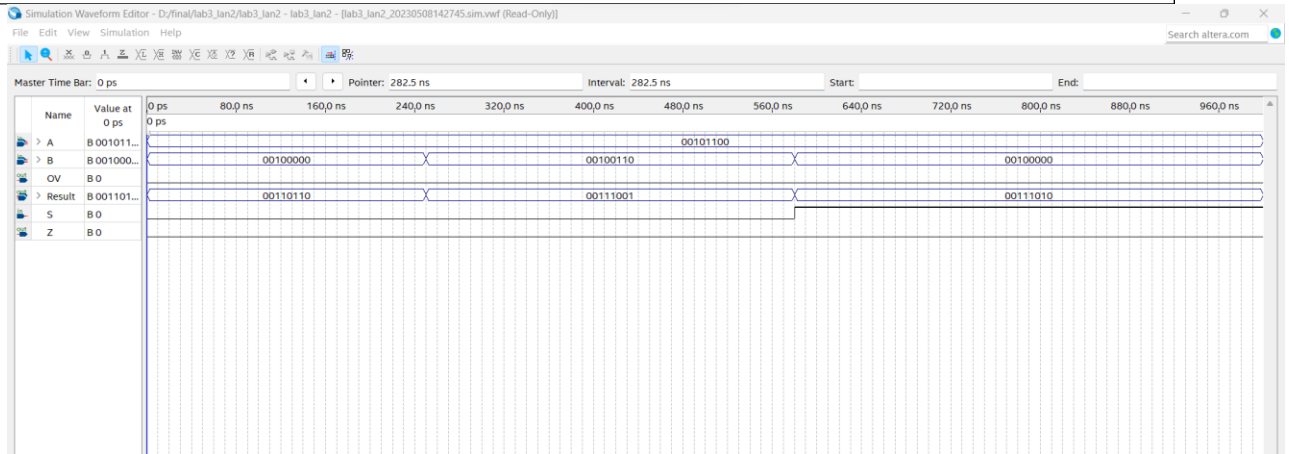 Simulation Waveform Editor - D:/final/lab3_lan2/lab3_lan2 - lab3_lan2 - [lab3_lan2_20230508142745.sim.vwf (Read-Only)]
File Edit View Simulation Help
Search altera.com
Master Time Bar: 0 ps Pointer: 282.5 ns Interval: 282.5 ns Start: End:
Name Value at 0 ps
0 ps 80.0 ns 160.0 ns 240.0 ns 320.0 ns 400.0 ns 480.0 ns 560.0 ns 640.0 ns 720.0 ns 800.0 ns 880.0 ns 960.0 ns
0 ps
A B 001011... 00101100
B B 001000... 00100000 00100110 00100000
OV B 0
Result B 001101... 00110110 00111001 00111010
S B 0
Z B 0